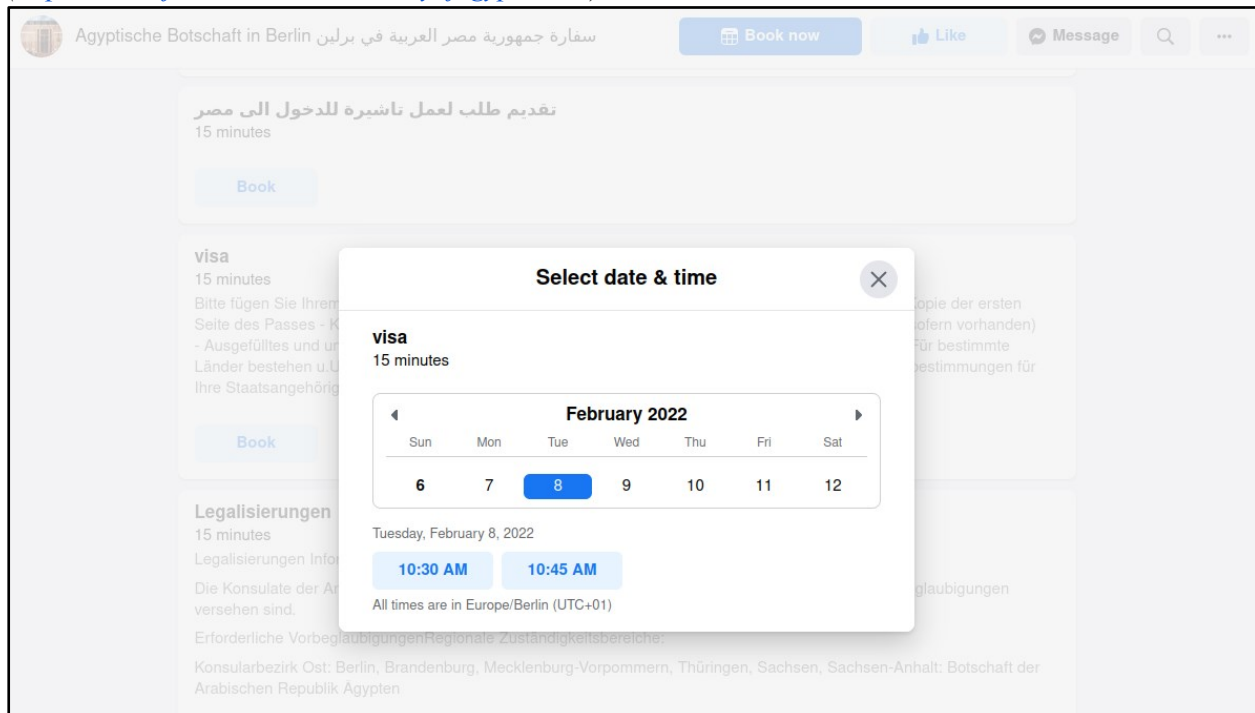 Agyptische Botschaft in Berlin سفارة جمهورية مصر العربية في برلين
Book now
Like
Message
تقديم طلب لعمل تاشيرة للدخول الى مصر
15 minutes
Book
visa
15 minutes
Bitte fügen Sie Ihrem
opie der ersten
Seite des Passes - K
ofern vorhanden)
- Ausgefülltes und ur
Für bestimmte
Länder bestehen u.U
bestimmungen für
Ihre Staatsangehörig
Book
Select date & time
visa
15 minutes
February 2022
Sun Mon Tue Wed Thu Fri Sat
6 7 8 9 10 11 12
Tuesday, February 8, 2022
10:30 AM 10:45 AM
All times are in Europe/Berlin (UTC+01)
Legalisierungen
15 minutes
Legalisierungen Infor
Die Konsulate der Ar
glaubigungen
versehen sind.
Erforderliche VorbeglaubigungenRegionale Zuständigkeitsbereiche:
Konsularbezirk Ost: Berlin, Brandenburg, Mecklenburg-Vorpommern, Thüringen, Sachsen, Sachsen-Anhalt: Botschaft der
Arabischen Republik Ägypten